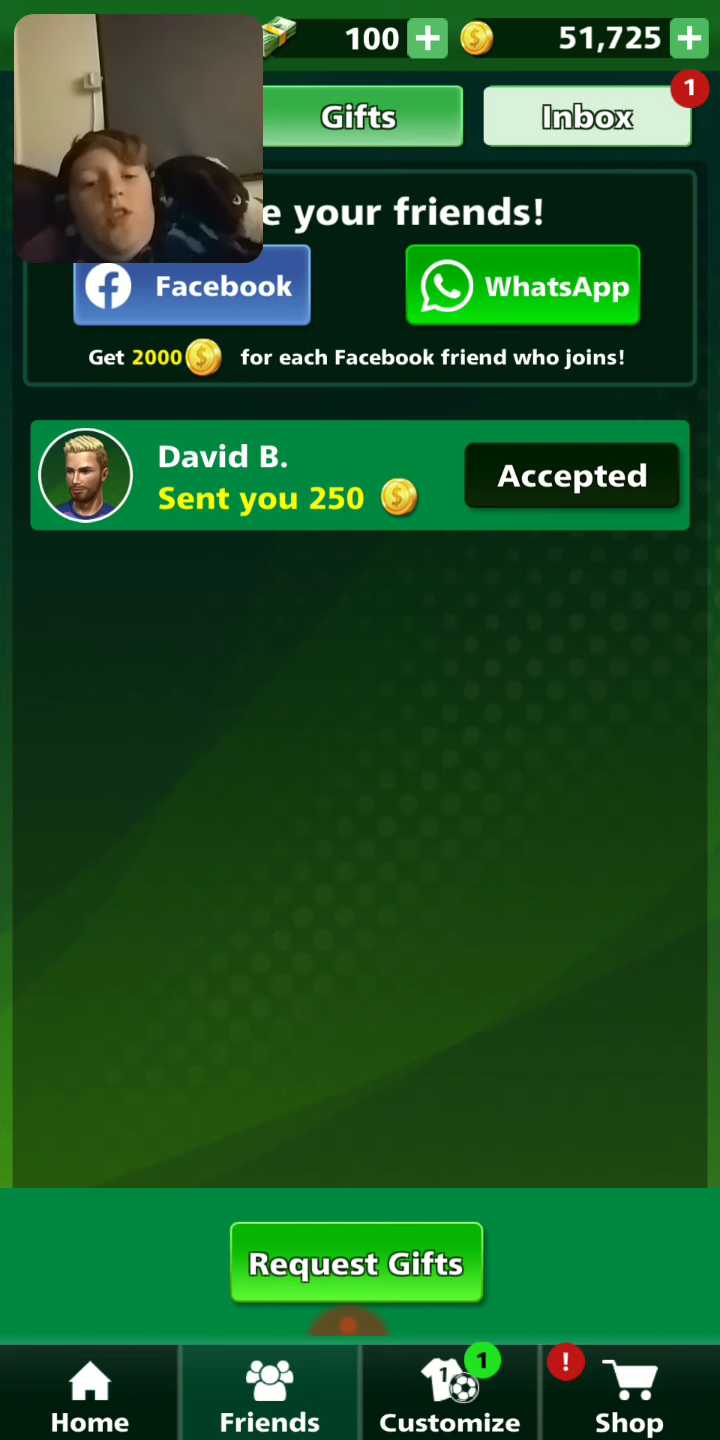 100
51,725
Gifts
Inbox
1
e your friends!
Facebook
WhatsApp
Get 2000 for each Facebook friend who joins!
David B.
Sent you 250
Accepted
Request Gifts
Home
Friends
1
1
Customize
!
Shop